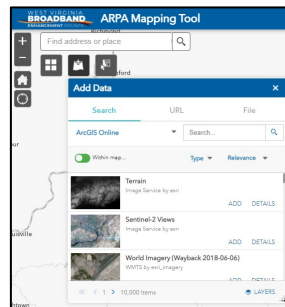 WEST VIRGINIA
BROADBAND
ENHANCEMENT COUNCIL
ARPA Mapping Tool
Richmond
Find address or place
Add Data
Search
URL
File
ArcGIS Online
Search...
Within map...
Type
Relevance
Terrain
Image Service by esri
ADD DETAILS
Sentinel-2 Views
Image Service by esri
ADD DETAILS
World Imagery (Wayback 2018-06-06)
WMTS by esri_imagery
ADD DETAILS
1
10,000 Items
LAYERS